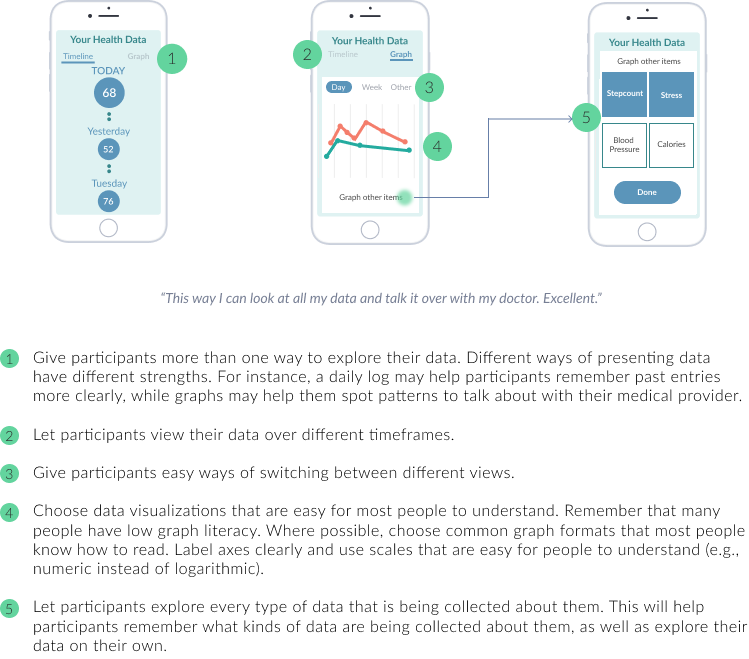 Your Health Data
Timeline Graph
1
TODAY
68
Yesterday
52
Tuesday
76
Your Health Data
2
Timeline Graph
Day Week Other
3
4
Graph other items
Your Health Data
Graph other items
Stepcount Stress
5
Blood
Pressure
Calories
Done
“This way I can look at all my data and talk it over with my doctor. Excellent.”
1 Give participants more than one way to explore their data. Different ways of presenting data
have different strengths. For instance, a daily log may help participants remember past entries
more clearly, while graphs may help them spot patterns to talk about with their medical provider.
2 Let participants view their data over different timeframes.
3 Give participants easy ways of switching between different views.
4 Choose data visualizations that are easy for most people to understand. Remember that many
people have low graph literacy. Where possible, choose common graph formats that most people
know how to read. Label axes clearly and use scales that are easy for people to understand (e.g.,
numeric instead of logarithmic).
5 Let participants explore every type of data that is being collected about them. This will help
participants remember what kinds of data are being collected about them, as well as explore their
data on their own.